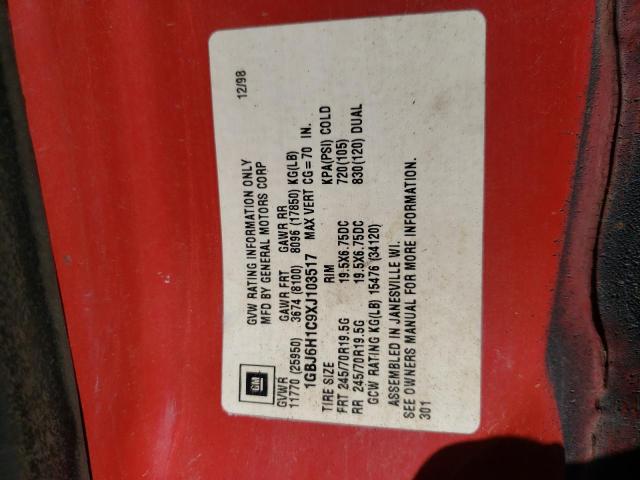 GM
GVW RATING INFORMATION ONLY 12/98
MFD BY GENERAL MOTORS CORP
GVWR GAWR FRT GAWR RR
11770 (25950) 3674 (8100) 8096 (17850) KG(LB)
1GBJ6H1C9XJ103517 MAX VERT CG=70 IN.
TIRE SIZE RIM KPA(PSI) COLD
FRT 245/70R19.5G 19.5X6.75DC 720(105)
RR 245/70R19.5G 19.5X6.75DC 830(120) DUAL
GCW RATING KG(LB) 15476 (34120)
ASSEMBLED IN JANESVILLE WI.
SEE OWNERS MANUAL FOR MORE INFORMATION.
301